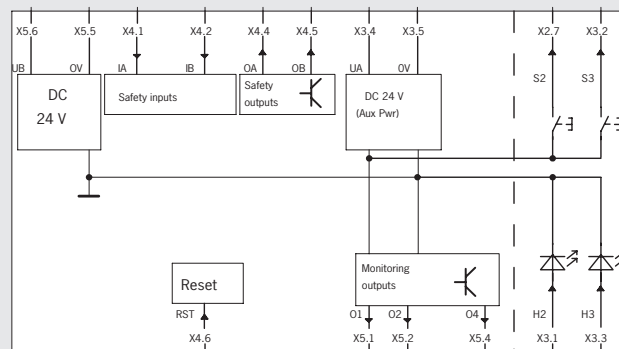 X5.6 X5.5 X4.1 X4.2 X4.4 X4.5 X3.4 X3.5 X2.7 X3.2
UB OV IA IB OA OB UA OV
DC
24 V
Safety inputs
Safety
outputs
DC 24 V
(Aux Pwr)
S2 S3
Monitoring
outputs
Reset
RST O1 O2 O4 H2 H3
X4.6 X5.1 X5.2 X5.4 X3.1 X3.3